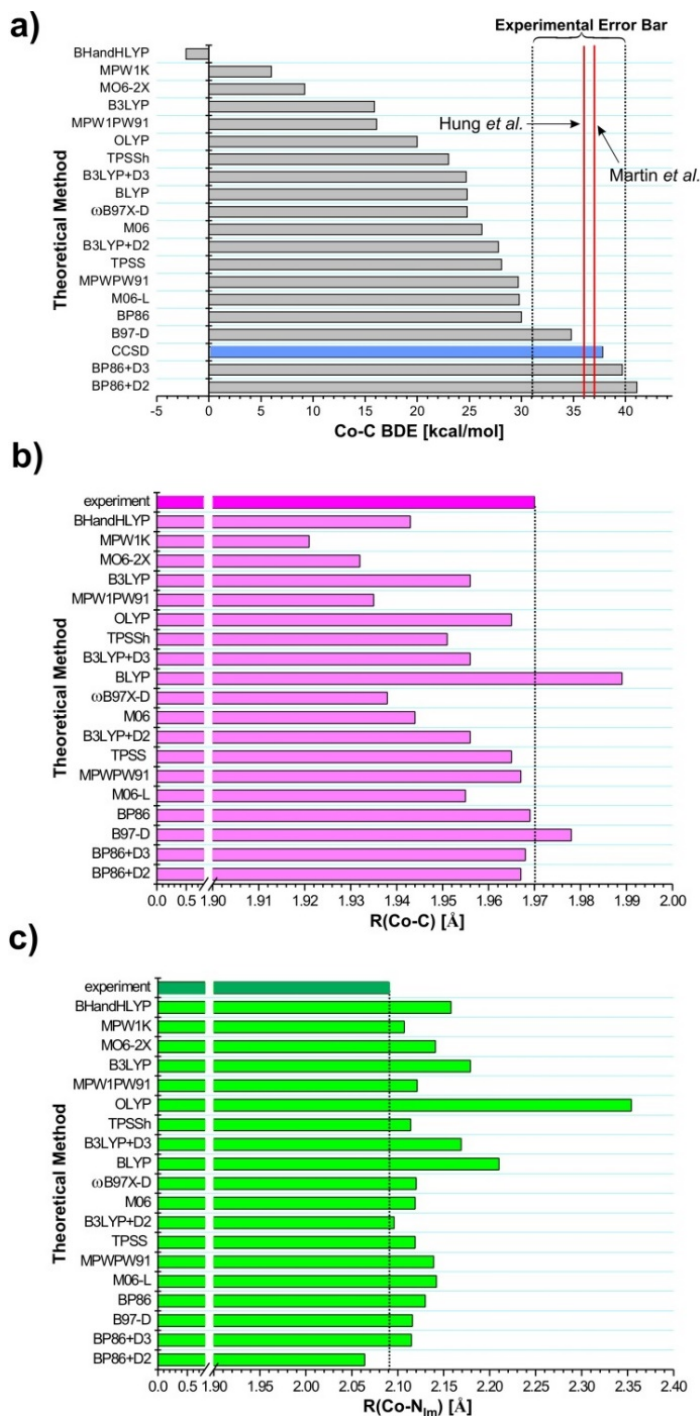 a)
Experimental Error Bar
Theoretical Method
BHandHLYP
MPW1K
MO6-2X
B3LYP
MPW1PW91
OLYP
TPSSh
B3LYP+D3
BLYP
ωB97X-D
M06
B3LYP+D2
TPSS
MPWPW91
M06-L
BP86
B97-D
CCSD
BP86+D3
BP86+D2
Hung et al.
Martin et al.
-5 0 5 10 15 20 25 30 35 40
Co-C BDE [kcal/mol]
b)
Theoretical Method
experiment
BHandHLYP
MPW1K
MO6-2X
B3LYP
MPW1PW91
OLYP
TPSSh
B3LYP+D3
BLYP
ωB97X-D
M06
B3LYP+D2
TPSS
MPWPW91
M06-L
BP86
B97-D
BP86+D3
BP86+D2
0.0 0.5 1.90 1.91 1.92 1.93 1.94 1.95 1.96 1.97 1.98 1.99 2.00
R(Co-C) [Å]
c)
Theoretical Method
experiment
BHandHLYP
MPW1K
MO6-2X
B3LYP
MPW1PW91
OLYP
TPSSh
B3LYP+D3
BLYP
ωB97X-D
M06
B3LYP+D2
TPSS
MPWPW91
M06-L
BP86
B97-D
BP86+D3
BP86+D2
0.0 0.5 1.90 1.95 2.00 2.05 2.10 2.15 2.20 2.25 2.30 2.35 2.40
R(Co-N_Im) [Å]